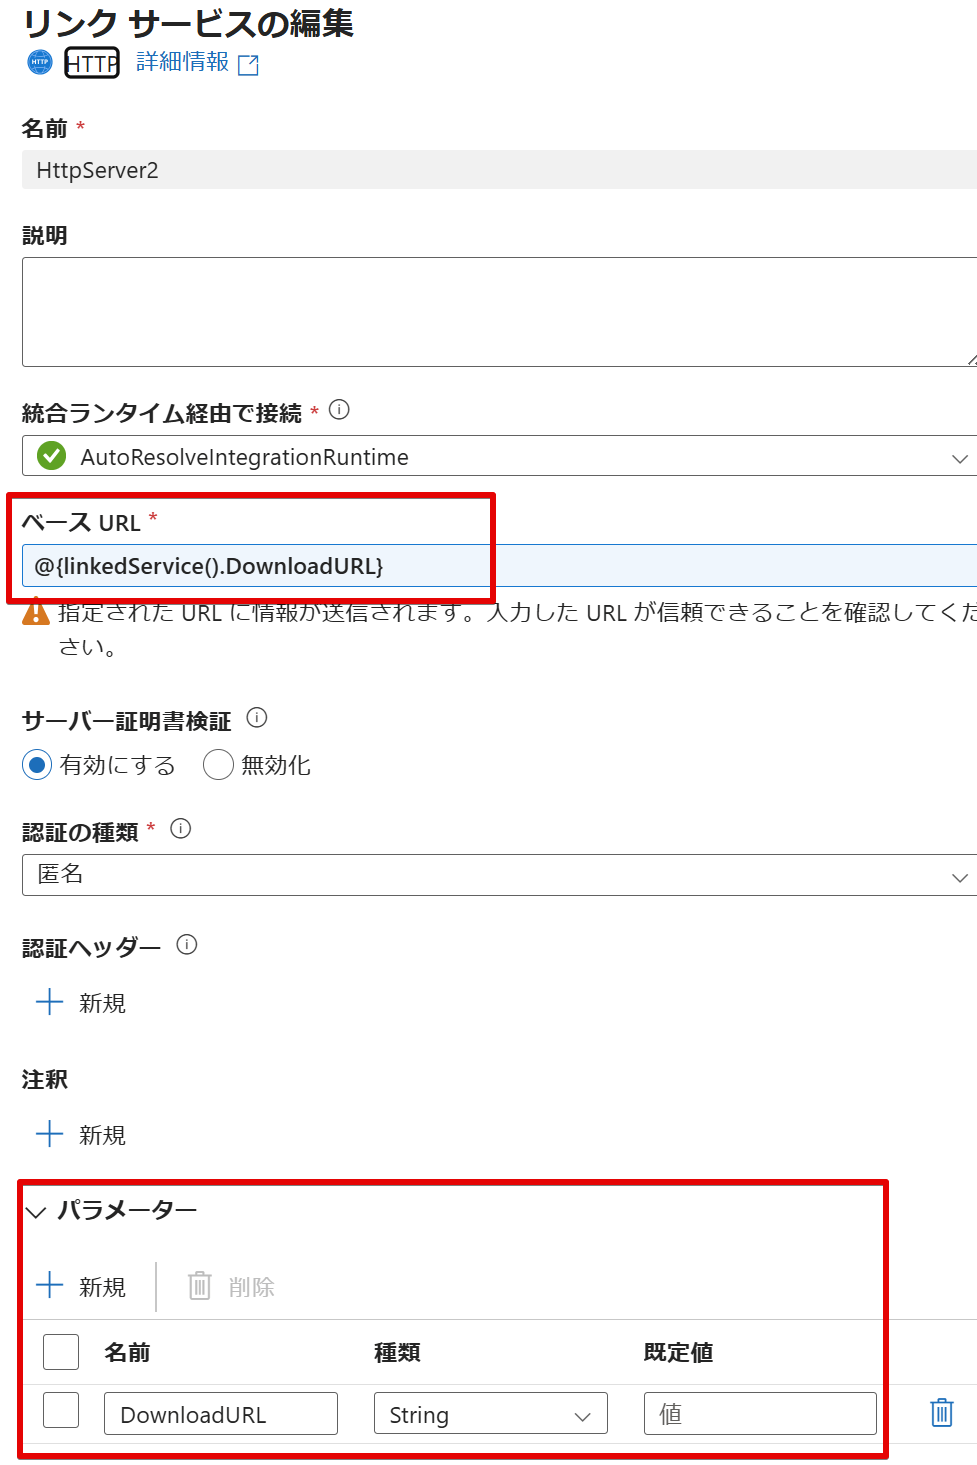 リンク サービスの編集
HTTP HTTP 詳細情報
名前 *
HttpServer2
説明
統合ランタイム経由で接続 *
AutoResolveIntegrationRuntime
ベース URL *
@{linkedService().DownloadURL}
指定された URL に情報が送信されます。入力した URL が信頼できることを確認してくだ
さい。
サーバー証明書検証
有効にする 無効化
認証の種類 *
匿名
認証ヘッダー
新規
注釈
新規
パラメーター
新規 削除
名前 種類 既定値
DownloadURL String 値